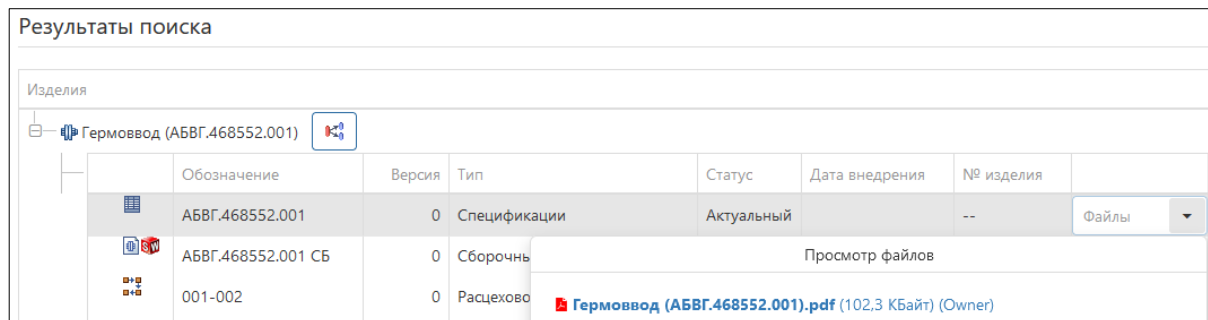 Результаты поиска
Изделия
Гермоввод (АБВГ.468552.001)
Обозначение Версия Тип Статус Дата внедрения № изделия
АБВГ.468552.001 0 Спецификации Актуальный -- Файлы
АБВГ.468552.001 СБ 0 Сборочнь
Просмотр файлов
001-002 0 Расцехово
Гермоввод (АБВГ.468552.001).pdf (102,3 КБайт) (Owner)